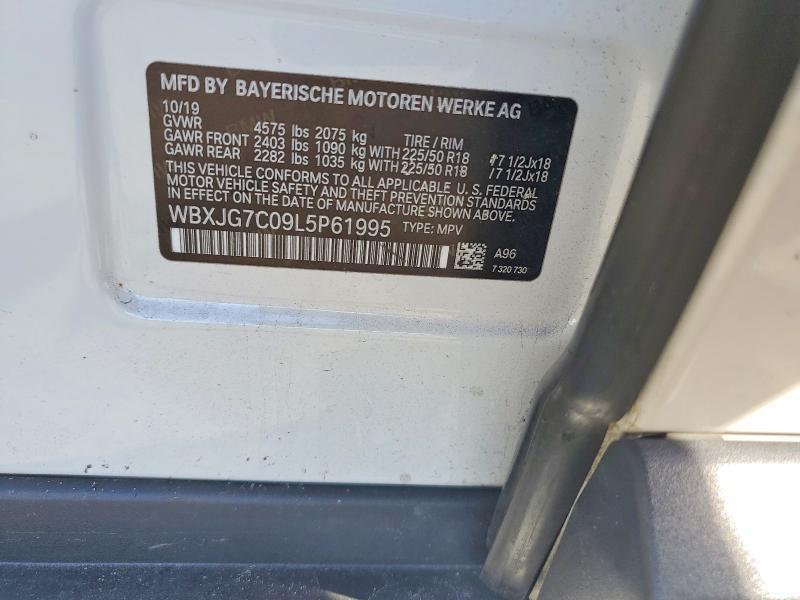 MFD BY BAYERISCHE MOTOREN WERKE AG
10/19
GVWR 4575 lbs 2075 kg TIRE / RIM
GAWR FRONT 2403 lbs 1090 kg WITH 225/50 R18 /7 1/2Jx18
GAWR REAR 2282 lbs 1035 kg WITH 225/50 R18 /7 1/2Jx18
THIS VEHICLE CONFORMS TO ALL APPLICABLE U. S. FEDERAL
MOTOR VEHICLE SAFETY AND THEFT PREVENTION STANDARDS
IN EFFECT ON THE DATE OF MANUFACTURE SHOWN ABOVE.
WBXJG7C09L5P61995 TYPE: MPV
A96
7 320 730